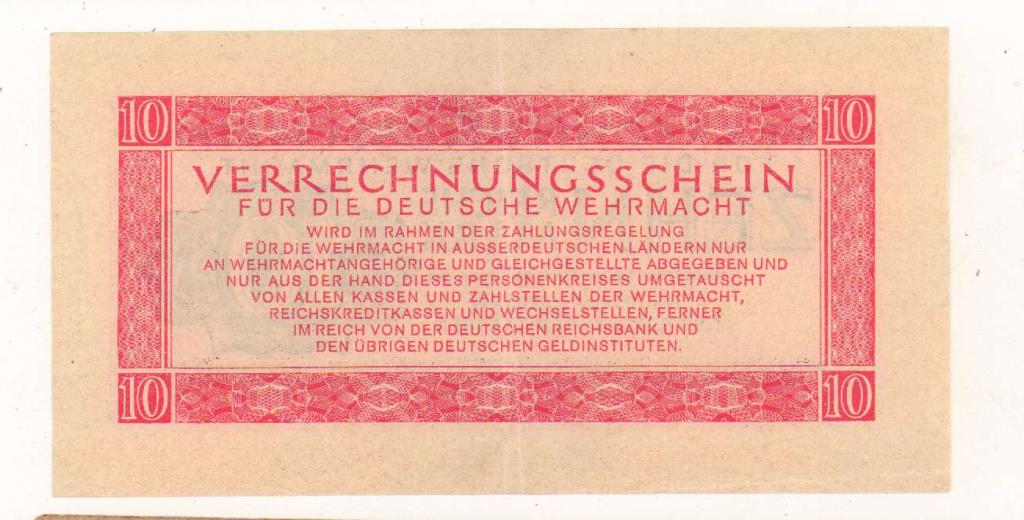 10 10
VERRECHNUNGSSCHEIN
FÜR DIE DEUTSCHE WEHRMACHT
WIRD IM RAHMEN DER ZAHLUNGSREGELUNG
FÜR DIE WEHRMACHT IN AUSSERDEUTSCHEN LÄNDERN NUR
AN WEHRMACHTANGEHÖRIGE UND GLEICHGESTELLTE ABGEGEBEN UND
NUR AUS DER HAND DIESES PERSONENKREISES UMGETAUSCHT
VON ALLEN KASSEN UND ZAHLSTELLEN DER WEHRMACHT,
REICHSKREDITKASSEN UND WECHSELSTELLEN, FERNER
IM REICH VON DER DEUTSCHEN REICHSBANK UND
DEN ÜBRIGEN DEUTSCHEN GELDINSTITUTEN.
10 10